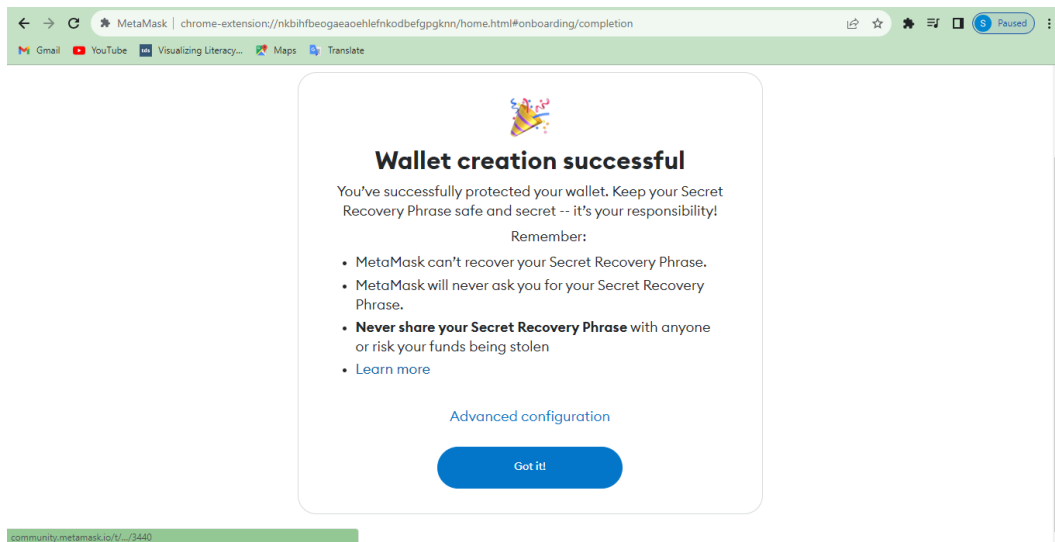 MetaMask | chrome-extension://nkbihfbeogaeaoehlefnkodbefgpgknn/home.html#onboarding/completion
S Paused
Gmail YouTube Visualizing Literacy... Maps Translate
Wallet creation successful
You've successfully protected your wallet. Keep your Secret
Recovery Phrase safe and secret -- it's your responsibility!
Remember:
• MetaMask can't recover your Secret Recovery Phrase.
• MetaMask will never ask you for your Secret Recovery
Phrase.
• Never share your Secret Recovery Phrase with anyone
or risk your funds being stolen
• Learn more
Advanced configuration
Got it!
community.metamask.io/t/.../3440